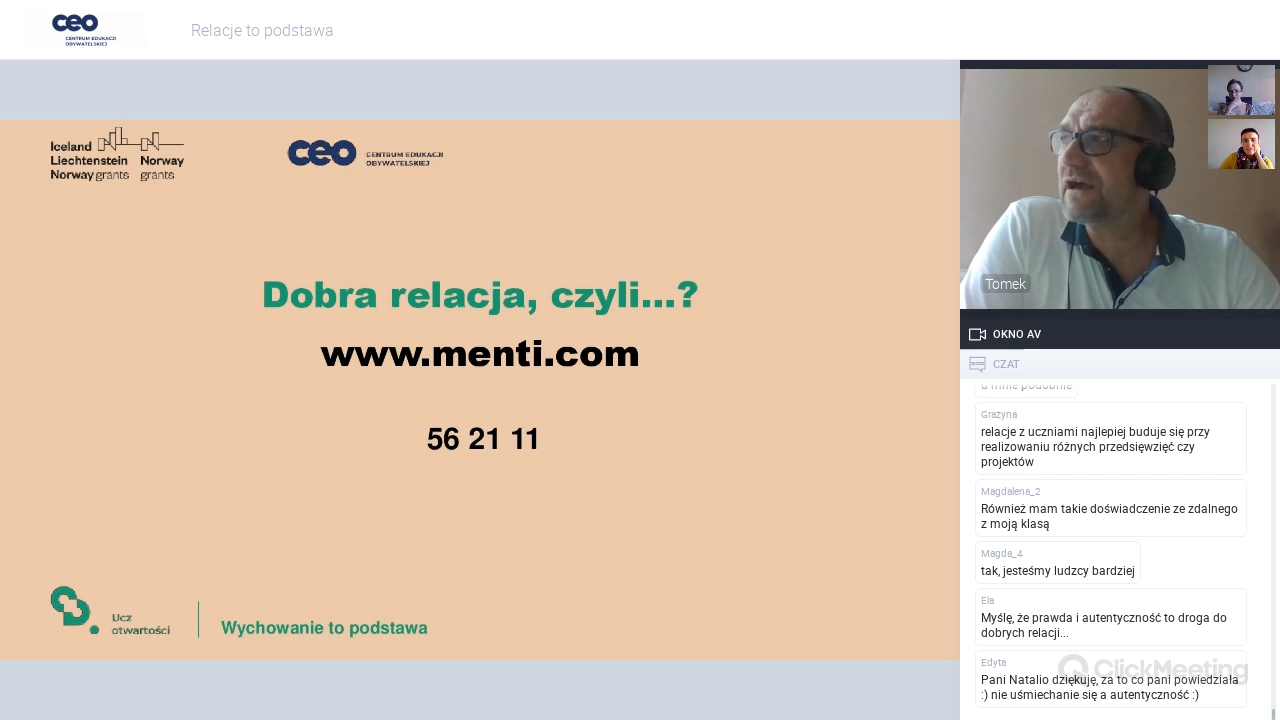 ceo
CENTRUM EDUKACJI
OBYWATELSKIEJ
Relacje to podstawa
Iceland
Liechtenstein Norway
Norway grants grants
ceo CENTRUM EDUKACJI
OBYWATELSKIEJ
Dobra relacja, czyli...?
www.menti.com
56 21 11
Ucz
otwartości
Wychowanie to podstawa
Tomek
OKNO AV
CZAT
u mnie podobnie
Grażyna
relacje z uczniami najlepiej buduje się przy
realizowaniu różnych przedsięwzięć czy
projektów
Magdalena_2
Również mam takie doświadczenie ze zdalnego
z moją klasą
Magda_4
tak, jesteśmy ludzcy bardziej
Ela
Myślę, że prawda i autentyczność to droga do
dobrych relacji...
Edyta
ClickMeeting
Pani Natalio dziękuję, za to co pani powiedziała
:) nie uśmiechanie się a autentyczność :)